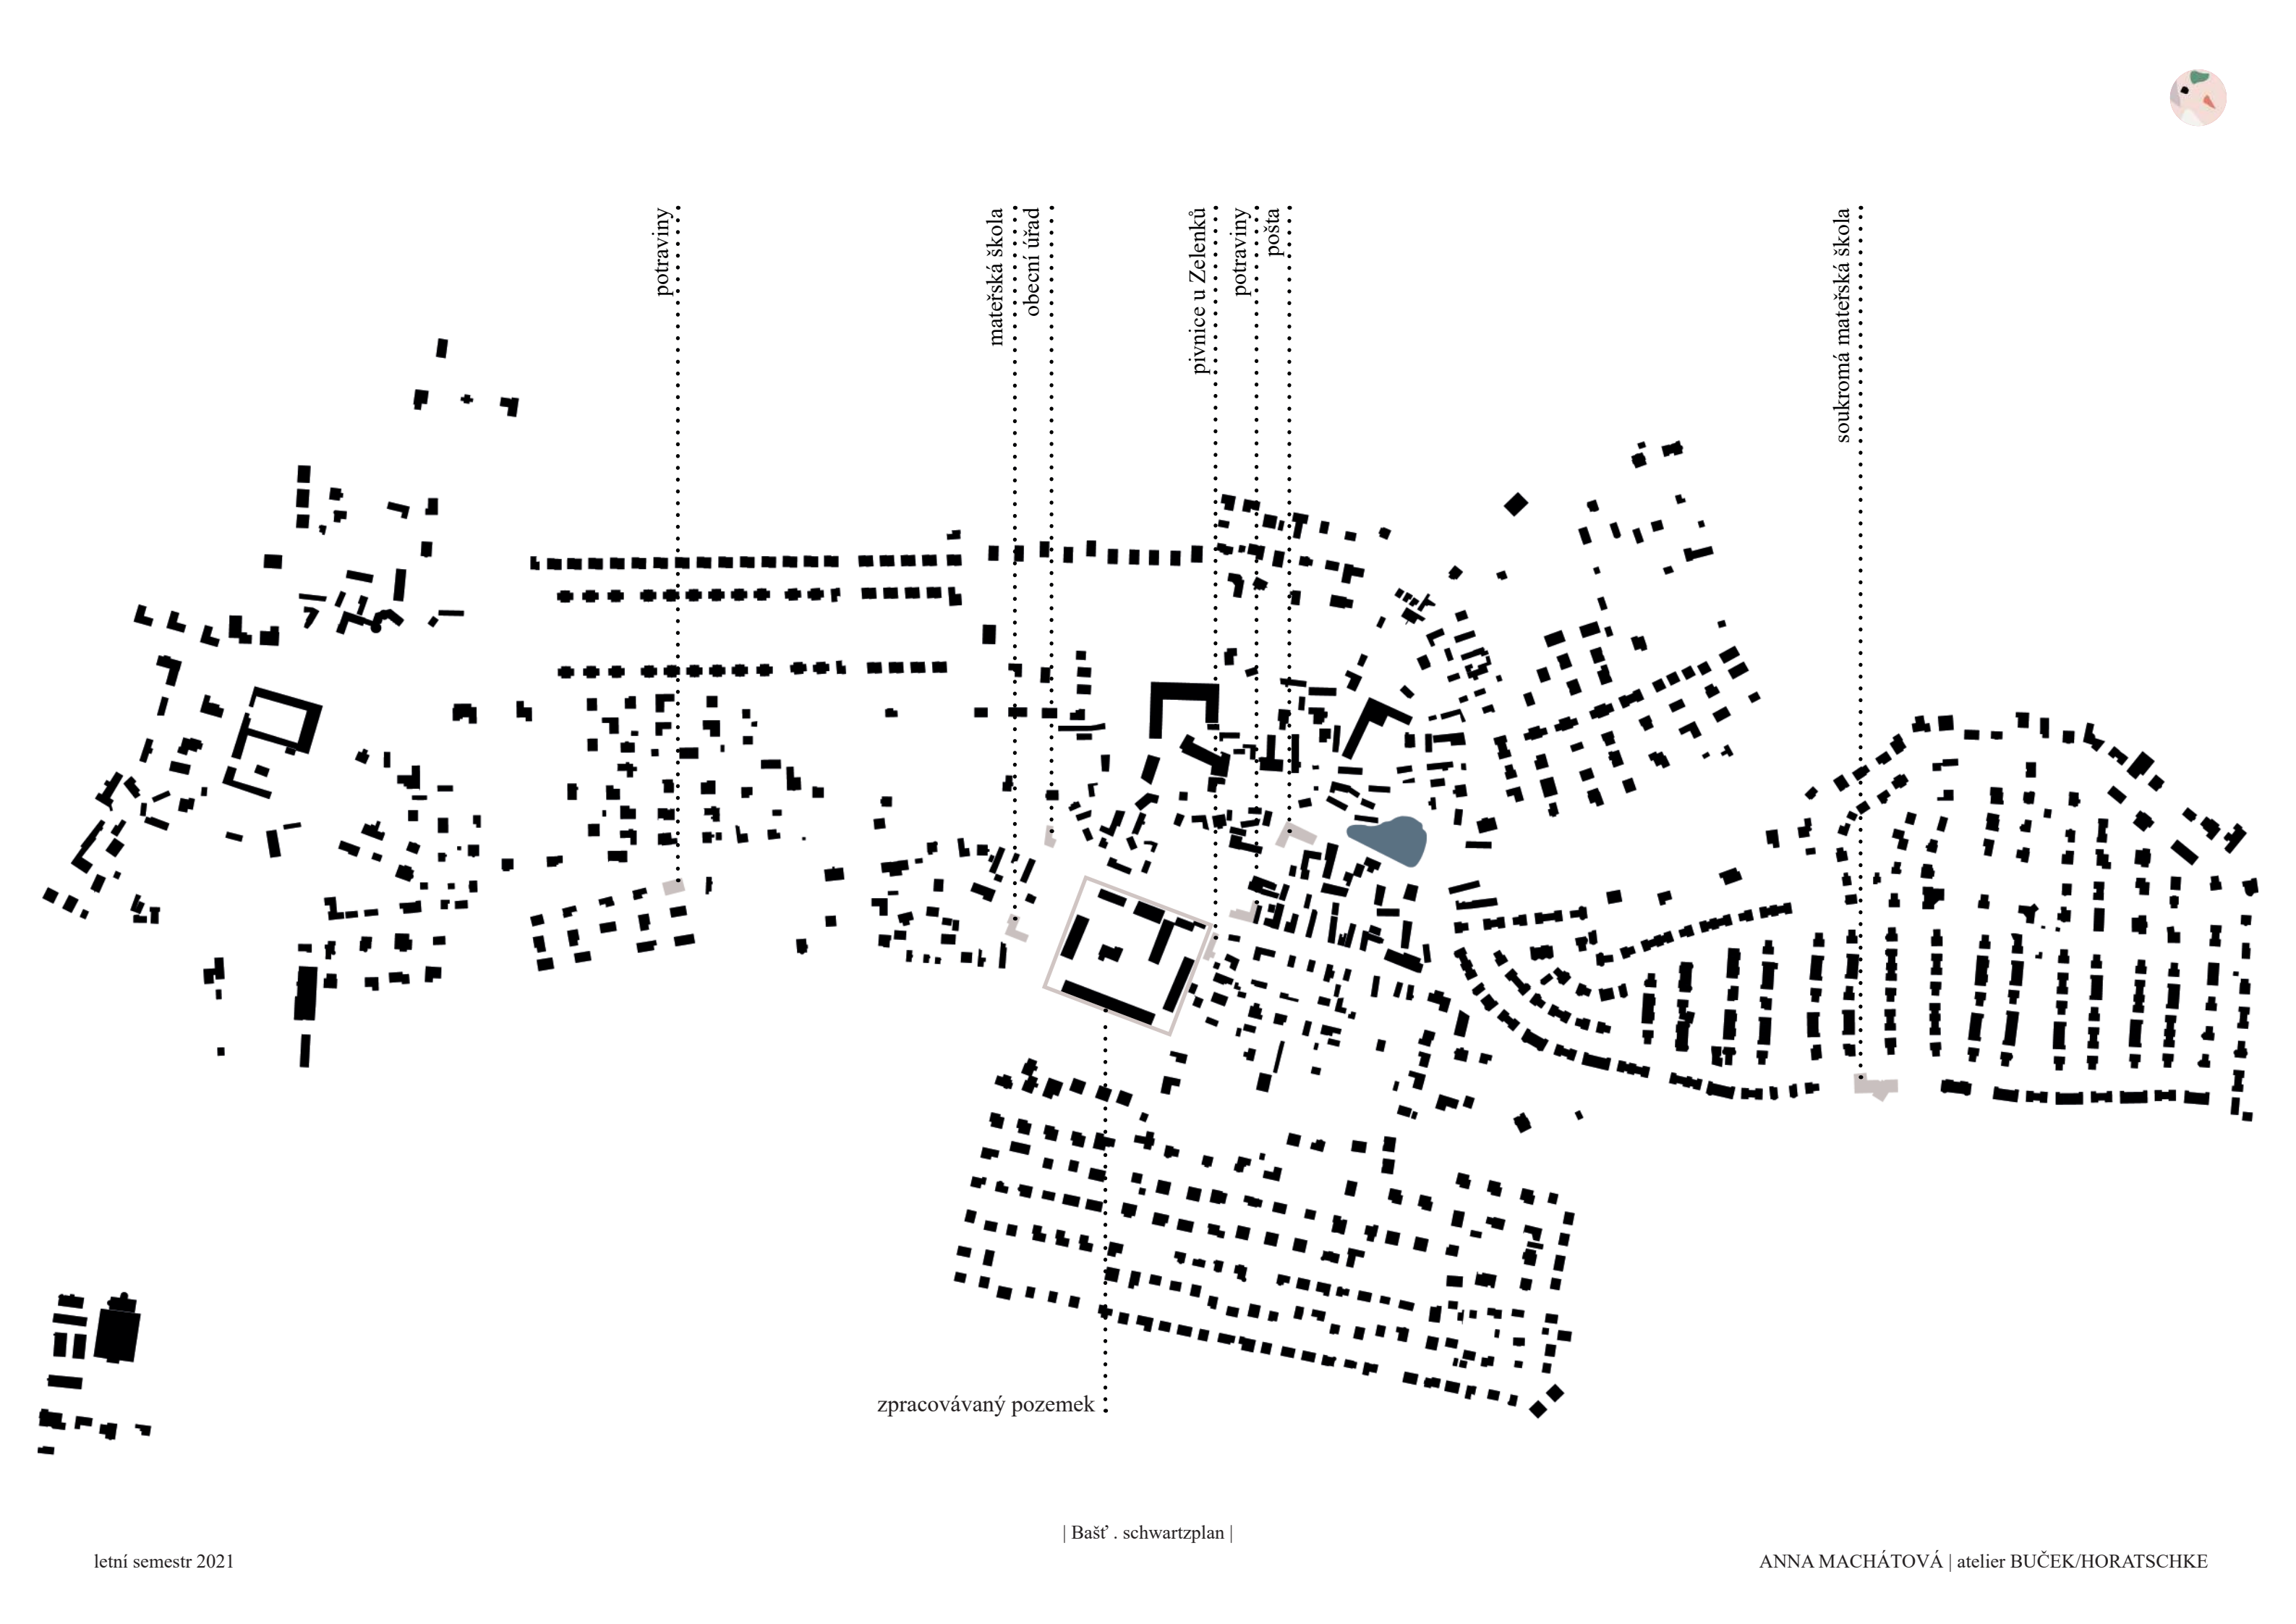 potraviny
mateřská škola
obecní úřad
pivnice u Zelenků
potraviny
pošta
soukromá mateřská škola
zpracovávaný pozemek
| Bašť . schwartzplan |
letní semestr 2021
ANNA MACHÁTOVÁ | atelier BUČEK/HORATSCHKE